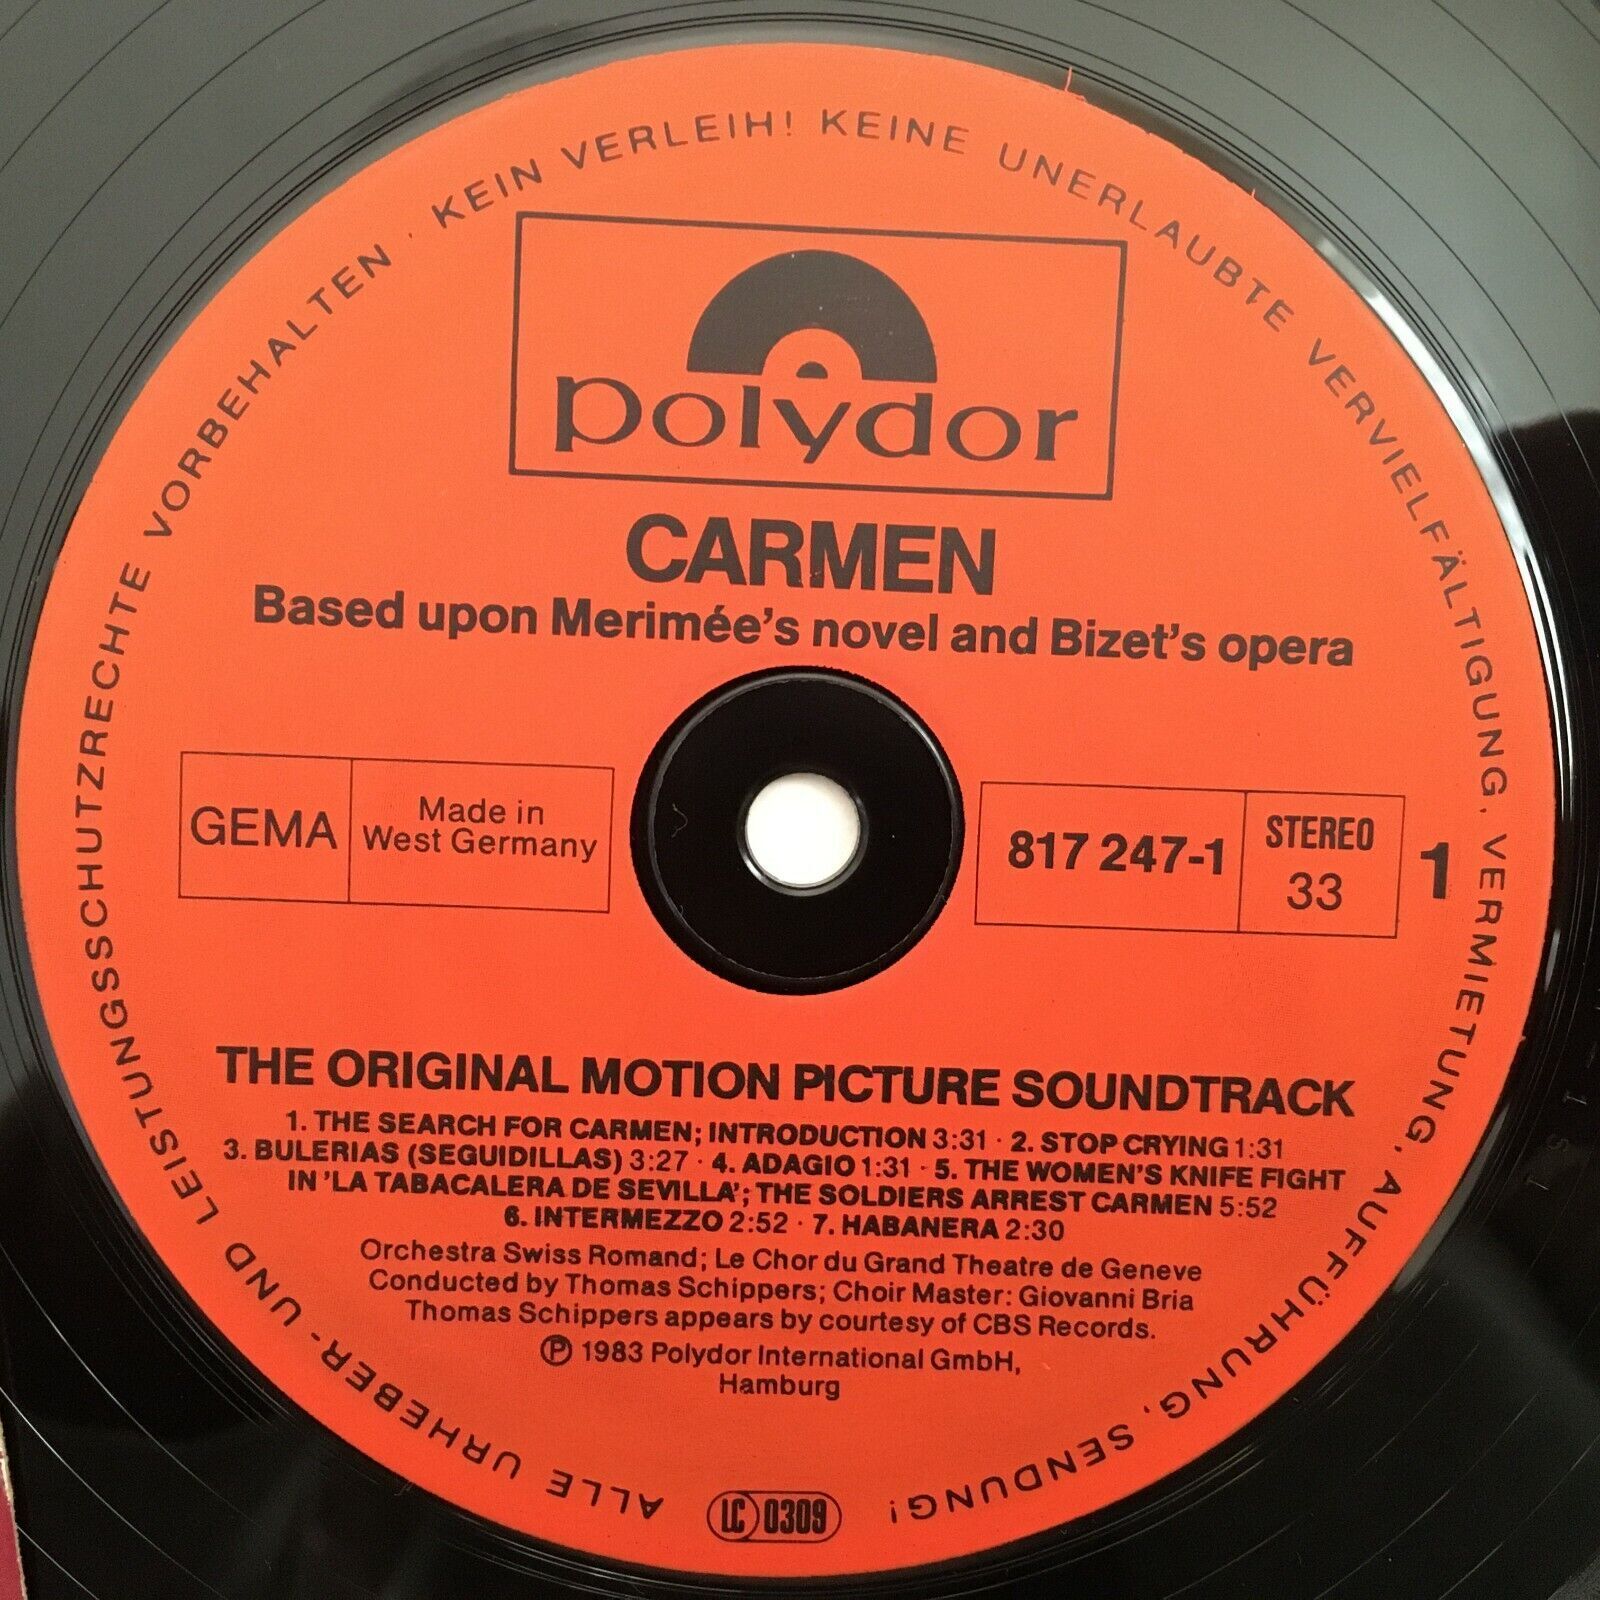 ALLE URHEBER- UND LEISTUNGSSCHUTZRECHTE VORBEHALTEN · KEIN VERLEIH! KEINE UNERLAUBTE VERVIELFÄLTIGUNG, VERMIETUNG, AUFFÜHRUNG, SENDUNG!
polydor
CARMEN
Based upon Merimée's novel and Bizet's opera
GEMA
Made in
West Germany
817 247-1
STEREO
33
1
THE ORIGINAL MOTION PICTURE SOUNDTRACK
1. THE SEARCH FOR CARMEN; INTRODUCTION 3:31 · 2. STOP CRYING 1:31
3. BULERIAS (SEGUIDILLAS) 3:27 · 4. ADAGIO 1:31 · 5. THE WOMEN'S KNIFE FIGHT
IN 'LA TABACALERA DE SEVILLA'; THE SOLDIERS ARREST CARMEN 5:52
6. INTERMEZZO 2:52 · 7. HABANERA 2:30
Orchestra Swiss Romand; Le Chor du Grand Theatre de Geneve
Conducted by Thomas Schippers; Choir Master: Giovanni Bria
Thomas Schippers appears by courtesy of CBS Records.
℗ 1983 Polydor International GmbH,
Hamburg
LC 0309